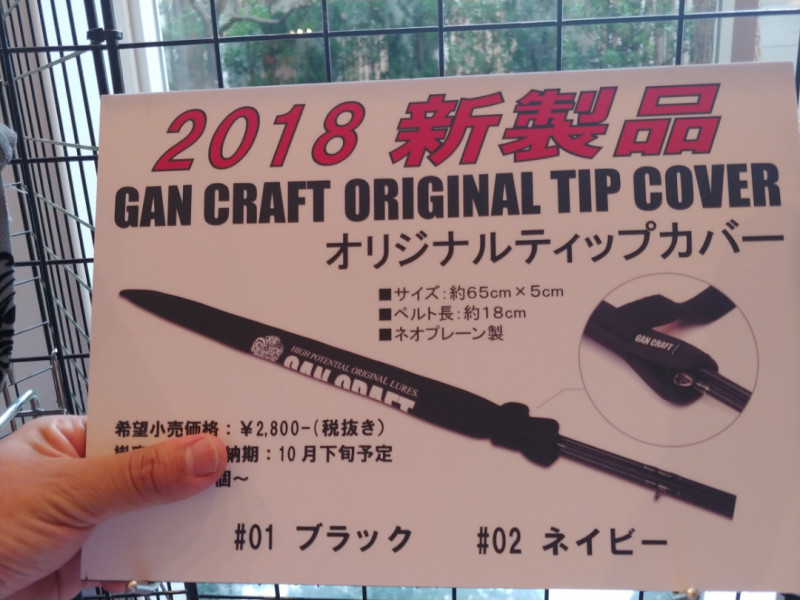 2018 新製品
GAN CRAFT ORIGINAL TIP COVER
オリジナルティップカバー
■サイズ:約65cm×5cm
■ベルト長:約18cm
■ネオプレーン製
GAN CRAFT
HIGH POTENTIAL ORIGINAL LURES.
GAN CRAFT
希望小売価格:¥2,800-(税抜き)
納期:10月下旬予定
個～
#01 ブラック
#02 ネイビー